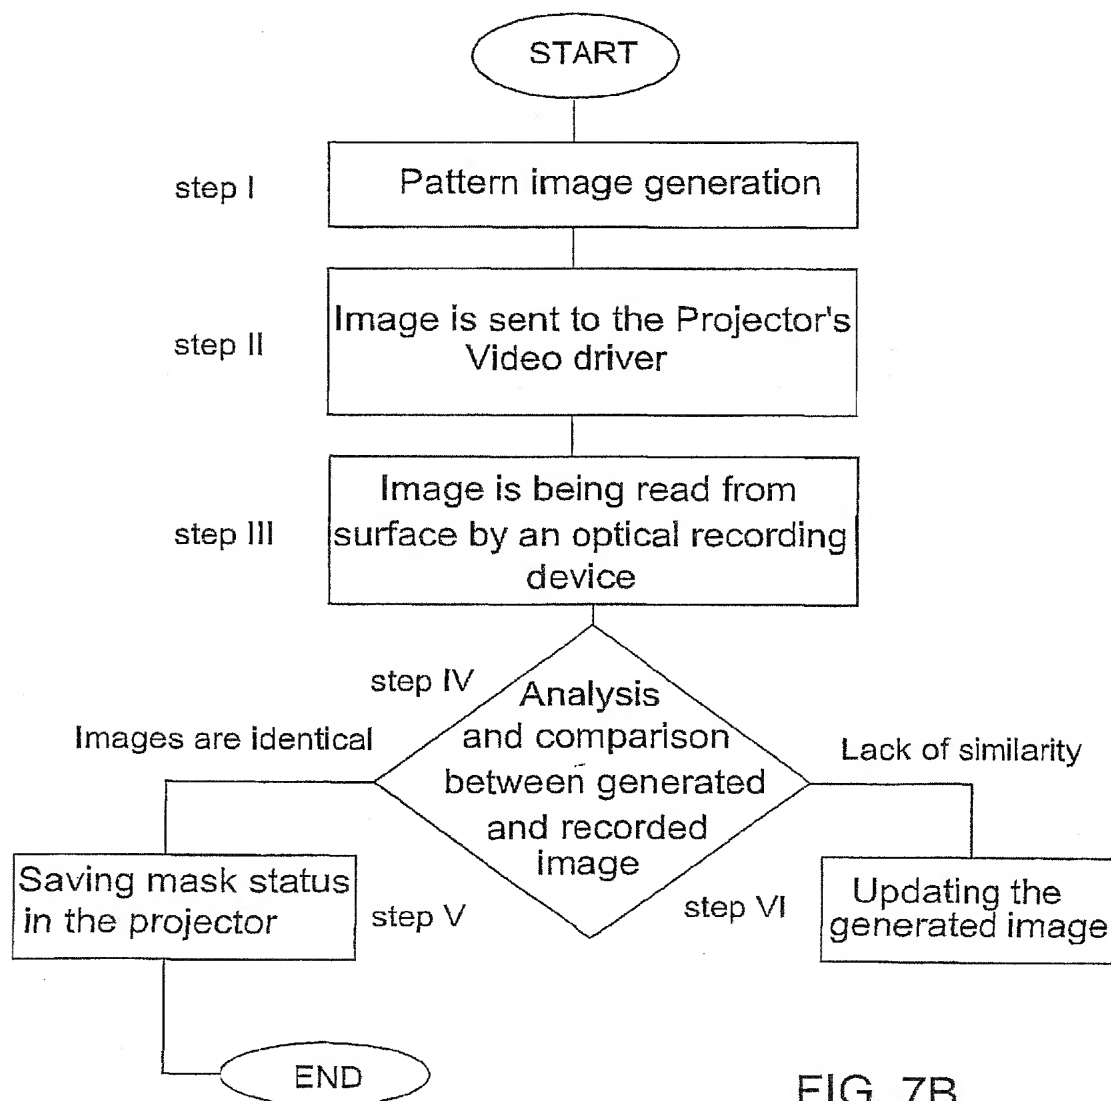 START
step I
Pattern image generation
step II
Image is sent to the Projector's
Video driver
step III
Image is being read from
surface by an optical recording
device
step IV
Analysis
and comparison
between generated
and recorded
image
Images are identical
Lack of similarity
Saving mask status
in the projector
step V
step VI
Updating the
generated image
END
FIG. 7B